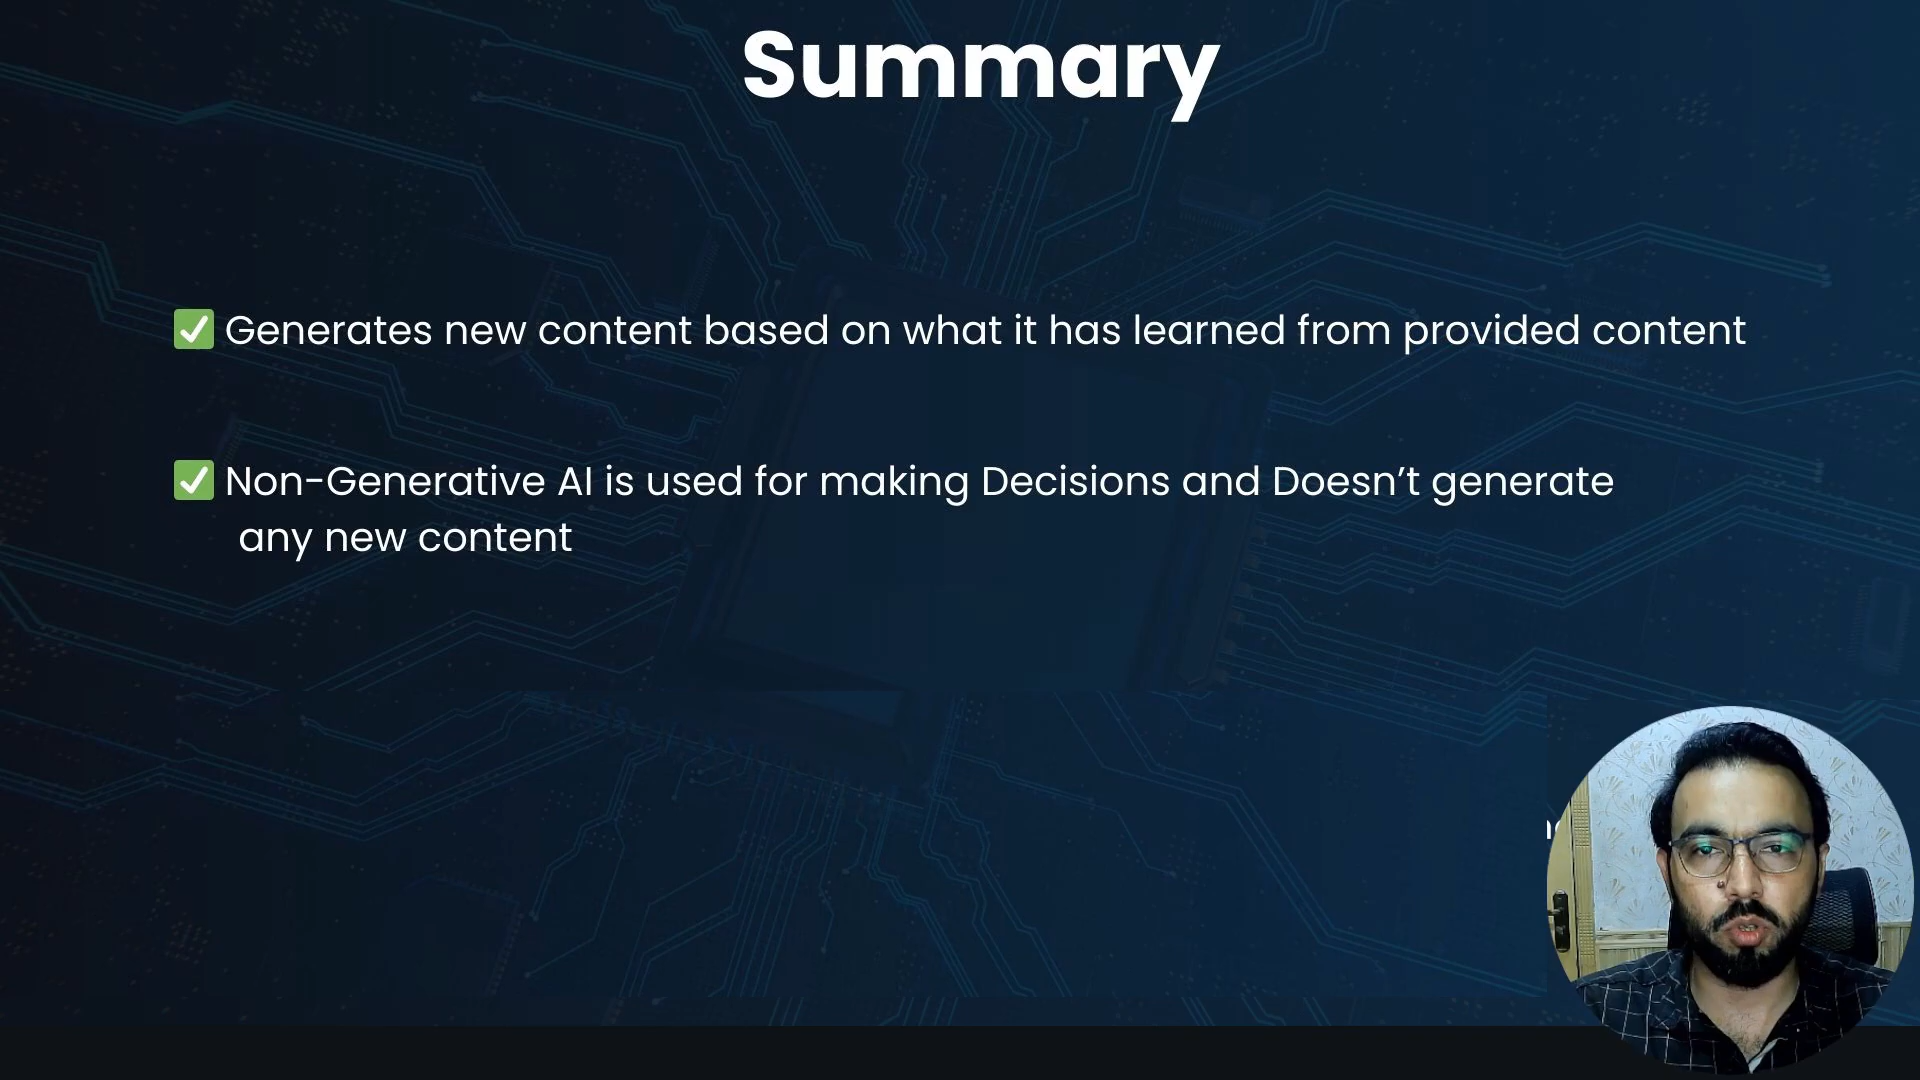 Summary
✅ Generates new content based on what it has learned from provided content
✅ Non-Generative AI is used for making Decisions and Doesn’t generate
any new content